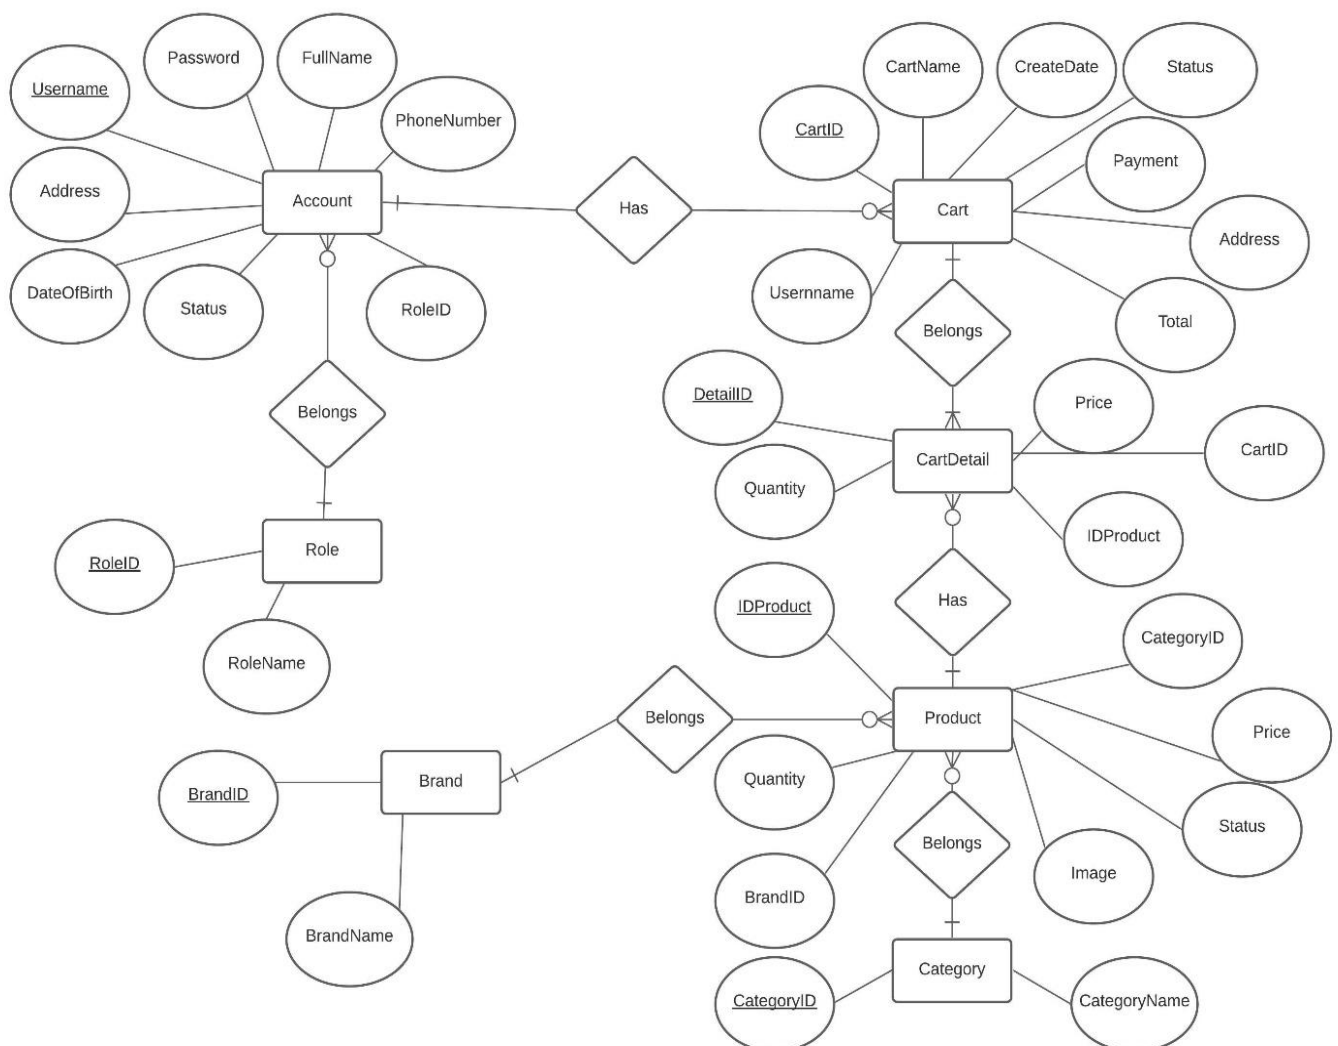 Password
FullName
Username
PhoneNumber
Address
Account
DateOfBirth
Status
RoleID
Has
CartName
CreateDate
Status
CartID
Payment
Cart
Address
Usernname
Total
Belongs
Belongs
DetailID
Price
CartDetail
CartID
Quantity
IDProduct
Role
RoleID
RoleName
Has
IDProduct
CategoryID
Belongs
Product
Price
Brand
BrandID
Quantity
Status
Belongs
Image
BrandID
BrandName
Category
CategoryID
CategoryName